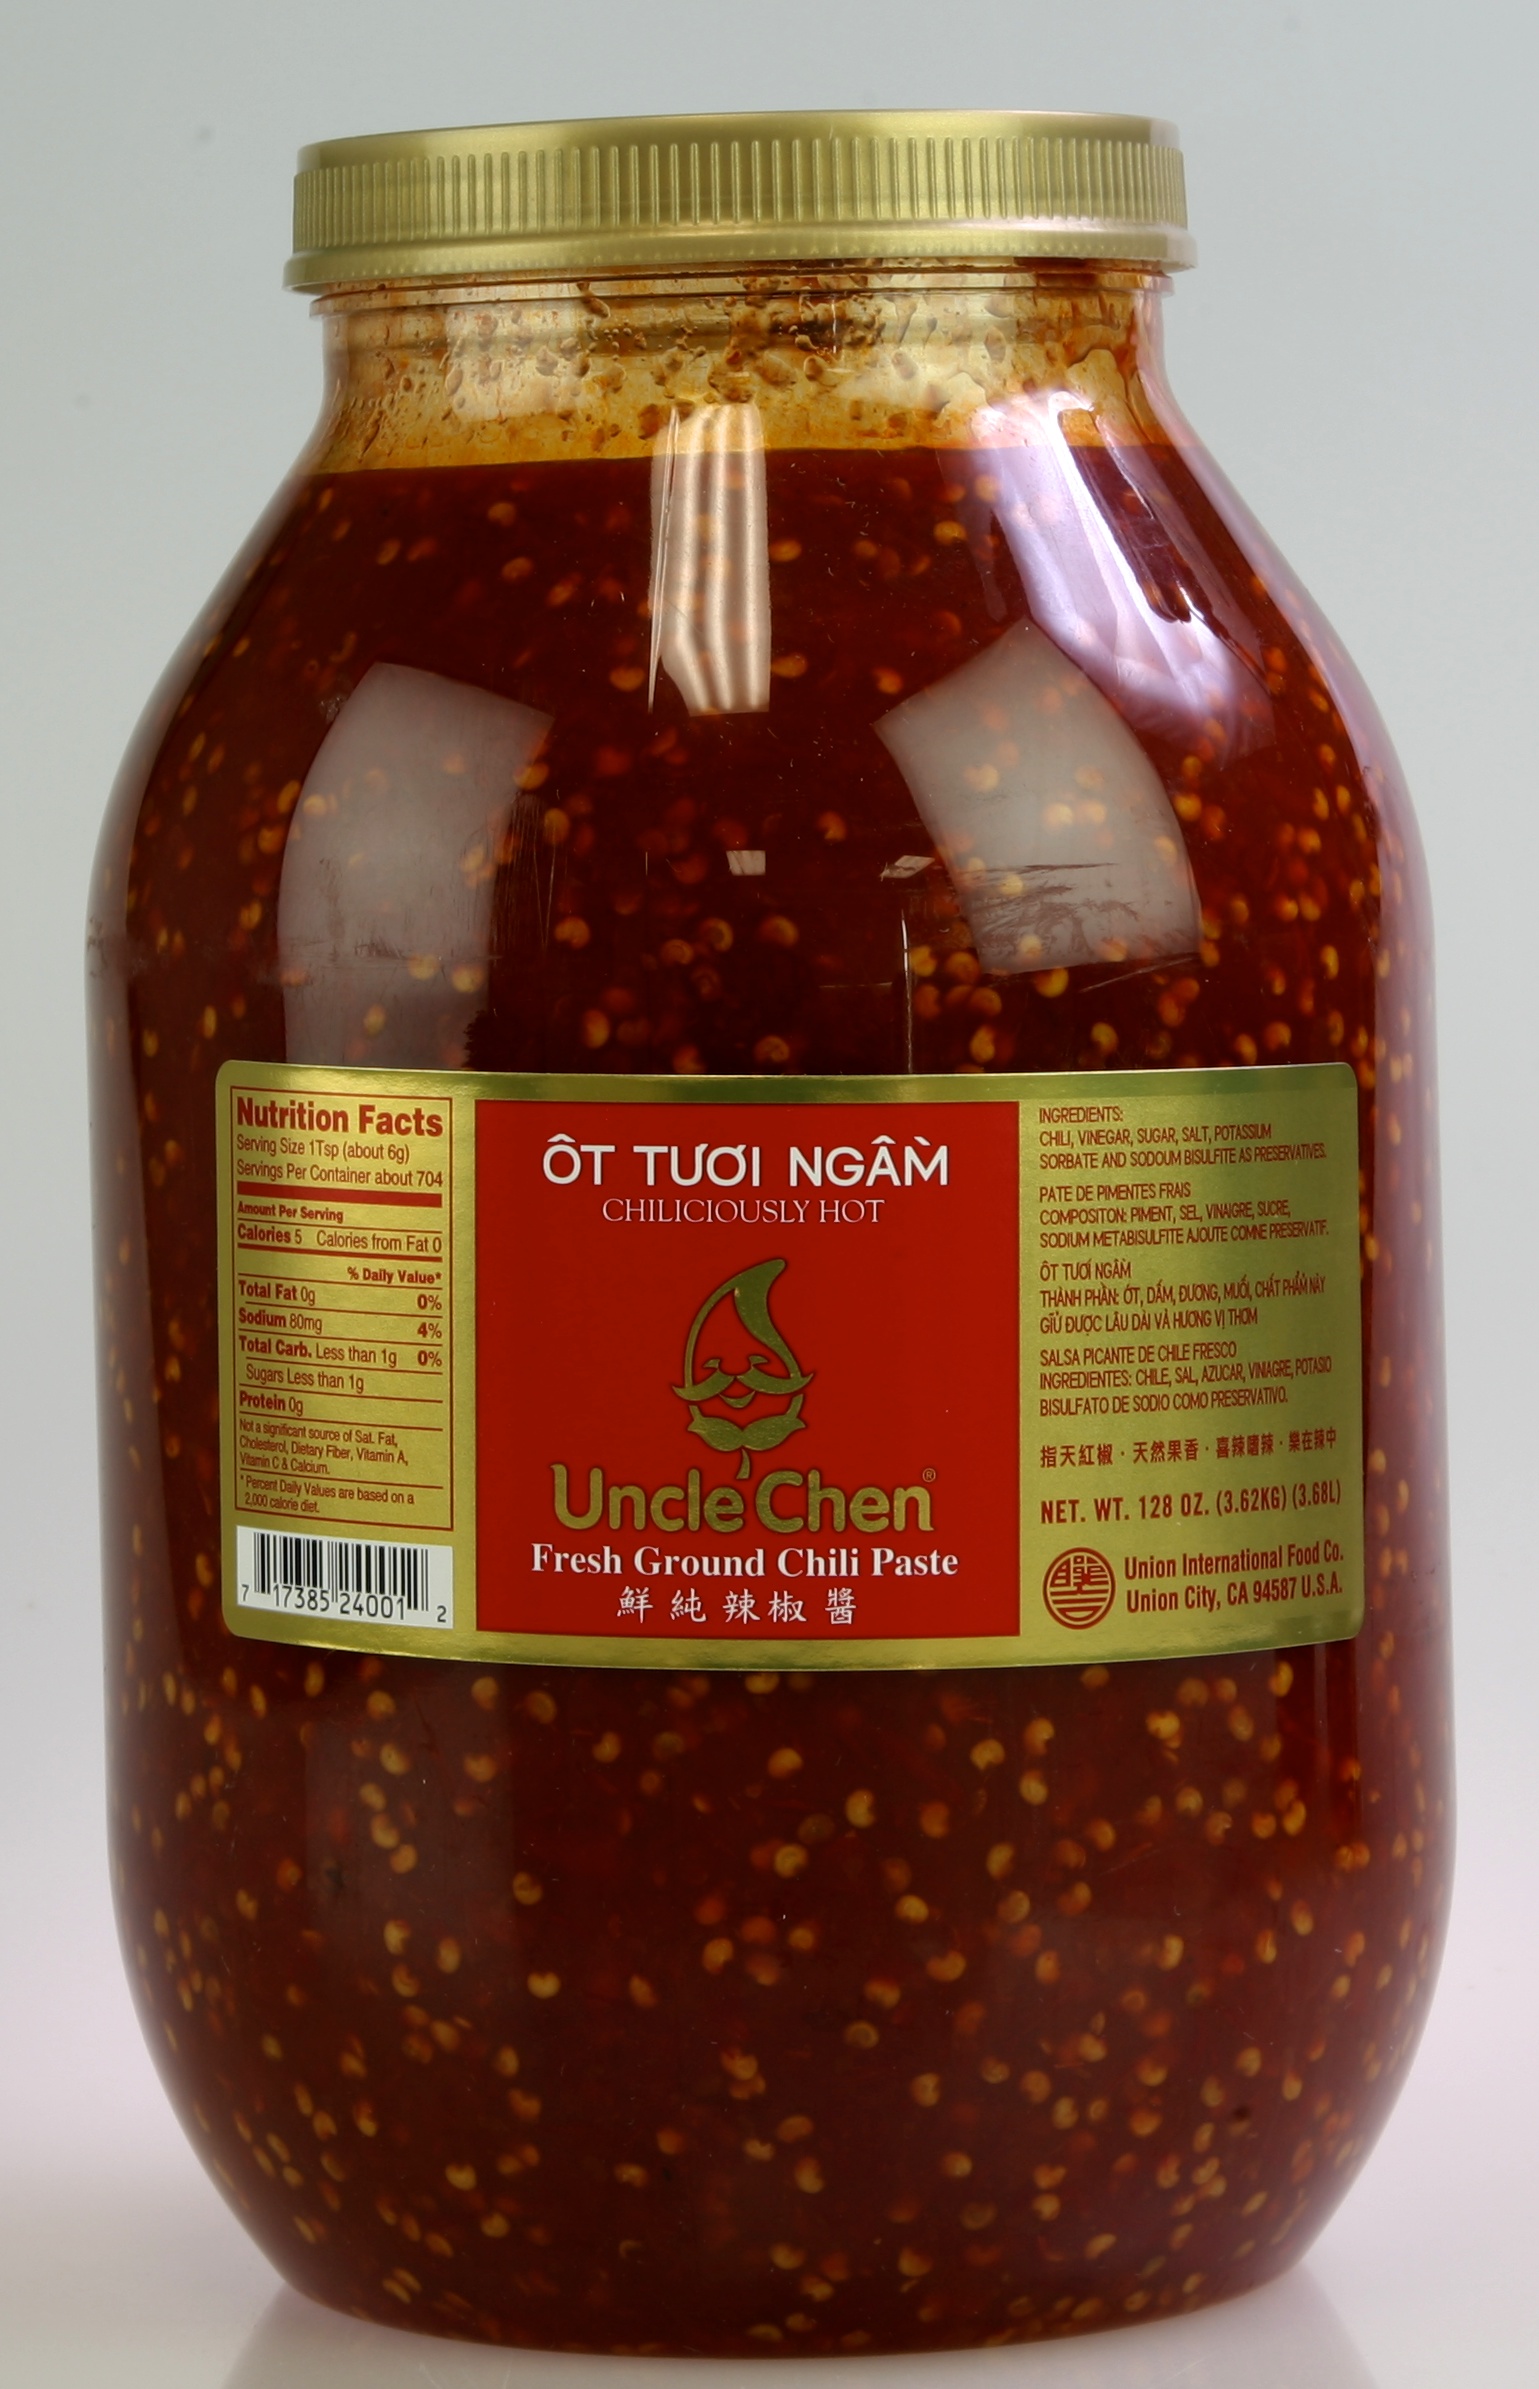 ÔT TƯƠI NGÂM̀
CHILICIOUSLY HOT
Uncle Chen®
Fresh Ground Chili Paste
鮮純辣椒醬
Nutrition Facts
Serving Size 1Tsp (about 6g)
Servings Per Container about 704
Amount Per Serving
Calories 5 Calories from Fat 0
% Daily Value*
Total Fat 0g 0%
Sodium 80mg 4%
Total Carb. Less than 1g 0%
Sugars Less than 1g
Protein 0g
Not a significant source of Sat. Fat,
Cholesterol, Dietary Fiber, Vitamin A,
Vitamin C & Calcium.
*Percent Daily Values are based on a
2,000 calorie diet.
7 17385 24001 2
INGREDIENTS:
CHILI, VINEGAR, SUGAR, SALT, POTASSIUM
SORBATE AND SODOUM BISULFITE AS PRESERVATIVES.
PATE DE PIMENTES FRAIS
COMPOSITON: PIMENT, SEL, VINAIGRE, SUCRE,
SODIUM METABISULFITE AJOUTE COMNE PRESERVATIF.
ÔT TƯƠI NGÂM̀
THÀNH PHẦN: ỚT, DẤM, ĐƯƠNG, MUỐI, CHẤT PHẨM NÀY
GĨỮ ĐƯỢC LÂU DÀI VÀ HƯƠNG VỊ THƠM
SALSA PICANTE DE CHILE FRESCO
INGREDIENTES: CHILE, SAL, AZUCAR, VINAGRE, POTASIO
BISULFATO DE SODIO COMO PRESERVATIVO.
指天紅椒·天然果香·喜辣嗜辣·樂在辣中
NET. WT. 128 OZ. (3.62KG) (3.68L)
Union International Food Co.
Union City, CA 94587 U.S.A.